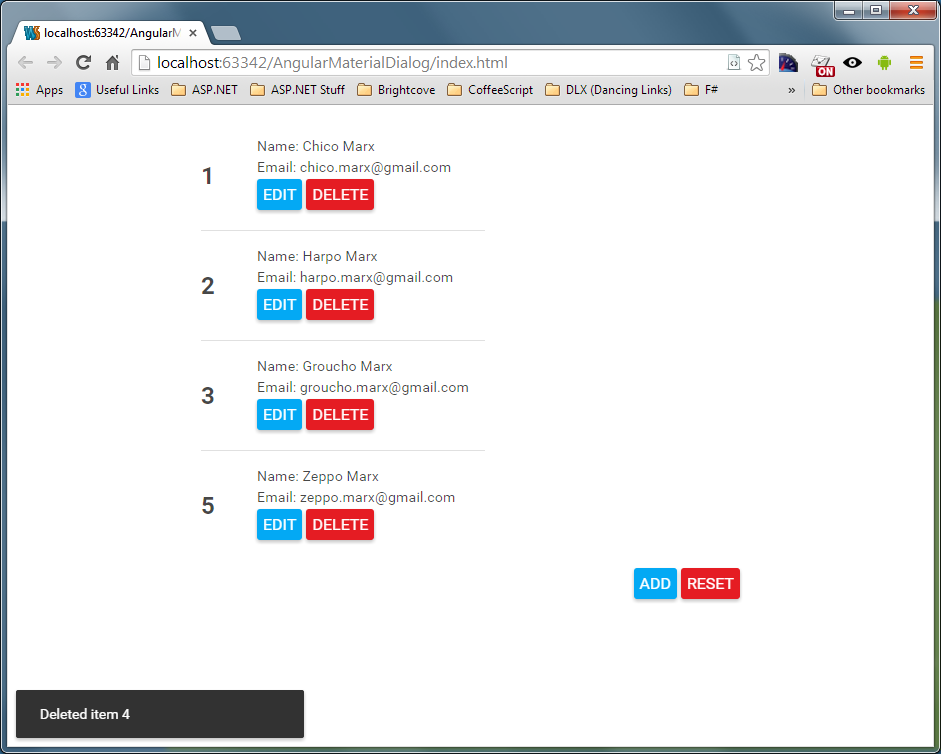 localhost:63342/AngularM
localhost:63342/AngularMaterialDialog/index.html
ON
Apps Useful Links ASP.NET ASP.NET Stuff Brightcove CoffeeScript DLX (Dancing Links) F# » Other bookmarks
1
Name: Chico Marx
Email: chico.marx@gmail.com
EDIT DELETE
2
Name: Harpo Marx
Email: harpo.marx@gmail.com
EDIT DELETE
3
Name: Groucho Marx
Email: groucho.marx@gmail.com
EDIT DELETE
5
Name: Zeppo Marx
Email: zeppo.marx@gmail.com
EDIT DELETE
ADD RESET
Deleted item 4